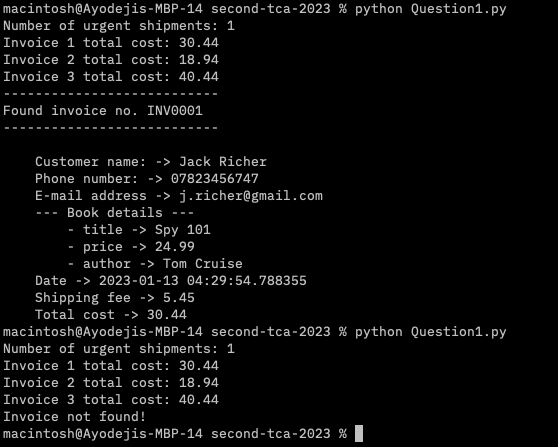 macintosh@Ayodejis-MBP-14 second-tca-2023 % python Question1.py
Number of urgent shipments: 1
Invoice 1 total cost: 30.44
Invoice 2 total cost: 18.94
Invoice 3 total cost: 40.44
---------------------------
Found invoice no. INV0001
---------------------------

    Customer name: -> Jack Richer
    Phone number: -> 07823456747
    E-mail address -> j.richer@gmail.com
    --- Book details ---
        - title -> Spy 101
        - price -> 24.99
        - author -> Tom Cruise
    Date -> 2023-01-13 04:29:54.788355
    Shipping fee -> 5.45
    Total cost -> 30.44
macintosh@Ayodejis-MBP-14 second-tca-2023 % python Question1.py
Number of urgent shipments: 1
Invoice 1 total cost: 30.44
Invoice 2 total cost: 18.94
Invoice 3 total cost: 40.44
Invoice not found!
macintosh@Ayodejis-MBP-14 second-tca-2023 %